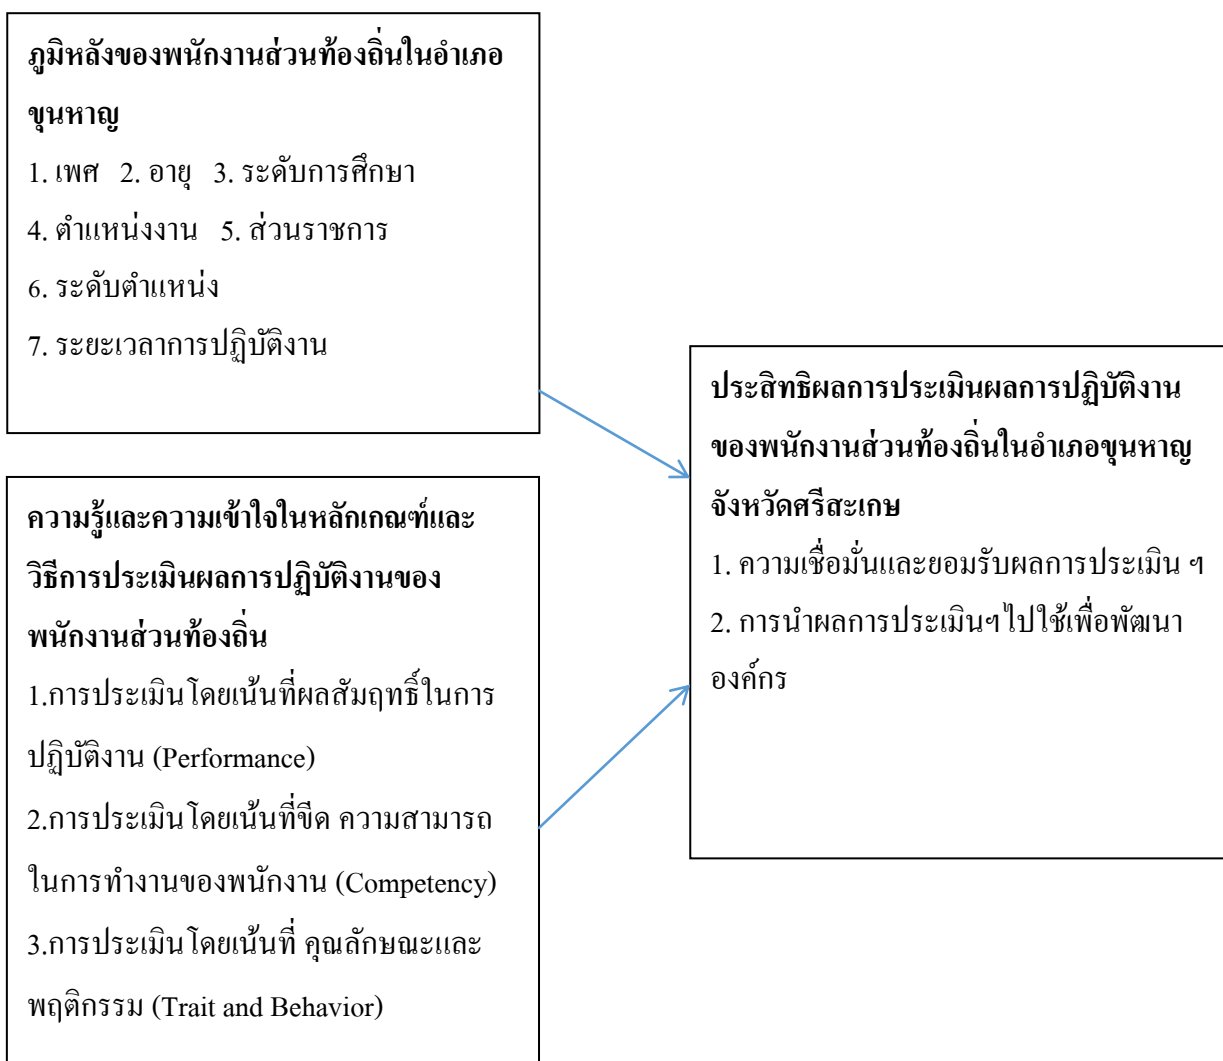 ภูมิหลังของพนักงานส่วนท้องถิ่นในอำเภอ
ขุนหาญ
1. เพศ 2. อายุ 3. ระดับการศึกษา
4. ตำแหน่งงาน 5. ส่วนราชการ
6. ระดับตำแหน่ง
7. ระยะเวลาการปฏิบัติงาน
ความรู้และความเข้าใจในหลักเกณฑ์และ
วิธีการประเมินผลการปฏิบัติงานของ
พนักงานส่วนท้องถิ่น
1.การประเมินโดยเน้นที่ผลสัมฤทธิ์ในการ
ปฏิบัติงาน (Performance)
2.การประเมินโดยเน้นที่ขีด ความสามารถ
ในการทำงานของพนักงาน (Competency)
3.การประเมินโดยเน้นที่ คุณลักษณะและ
พฤติกรรม (Trait and Behavior)
ประสิทธิผลการประเมินผลการปฏิบัติงาน
ของพนักงานส่วนท้องถิ่นในอำเภอขุนหาญ
จังหวัดศรีสะเกษ
1. ความเชื่อมั่นและยอมรับผลการประเมิน ฯ
2. การนำผลการประเมินฯไปใช้เพื่อพัฒนา
องค์กร